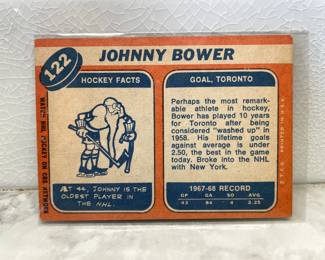 122
JOHNNY BOWER
HOCKEY FACTS
AT 44, JOHNNY IS THE
OLDEST PLAYER IN
THE NHL.
GOAL, TORONTO
Perhaps the most remark-
able athlete in hockey,
Bower has played 10 years
for Toronto after being
considered "washed up" in
1958. His lifetime goals
against average is under
2.50, the best in the game
today. Broke into the NHL
with New York.
1967-68 RECORD
GP GA SO AVG
43 84 4 2.25
© T.C.G. PRINTED IN U.S.A.